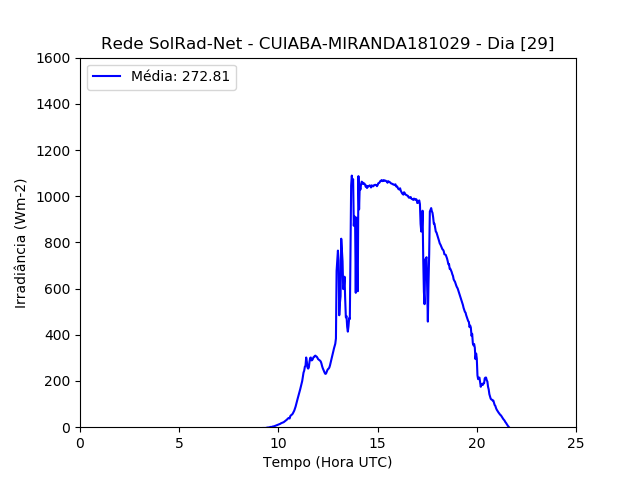 Rede SolRad-Net - CUIABA-MIRANDA181029 - Dia [29]
Média: 272.81
Irradiância (Wm-2)
1600
1400
1200
1000
800
600
400
200
0
0 5 10 15 20 25
Tempo (Hora UTC)